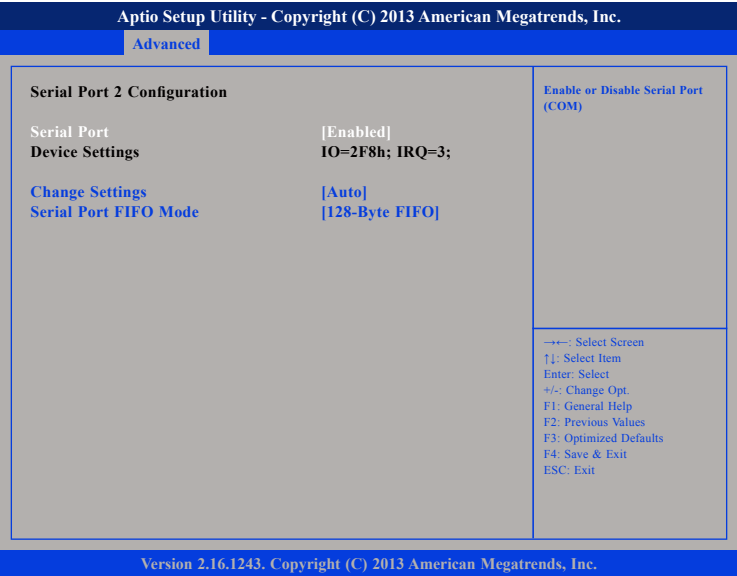 Aptio Setup Utility - Copyright (C) 2013 American Megatrends, Inc.
Advanced
Serial Port 2 Configuration
Serial Port [Enabled]
Device Settings IO=2F8h; IRQ=3;
Change Settings [Auto]
Serial Port FIFO Mode [128-Byte FIFO]
Enable or Disable Serial Port
(COM)
→←: Select Screen
↑↓: Select Item
Enter: Select
+/-: Change Opt.
F1: General Help
F2: Previous Values
F3: Optimized Defaults
F4: Save & Exit
ESC: Exit
Version 2.16.1243. Copyright (C) 2013 American Megatrends, Inc.